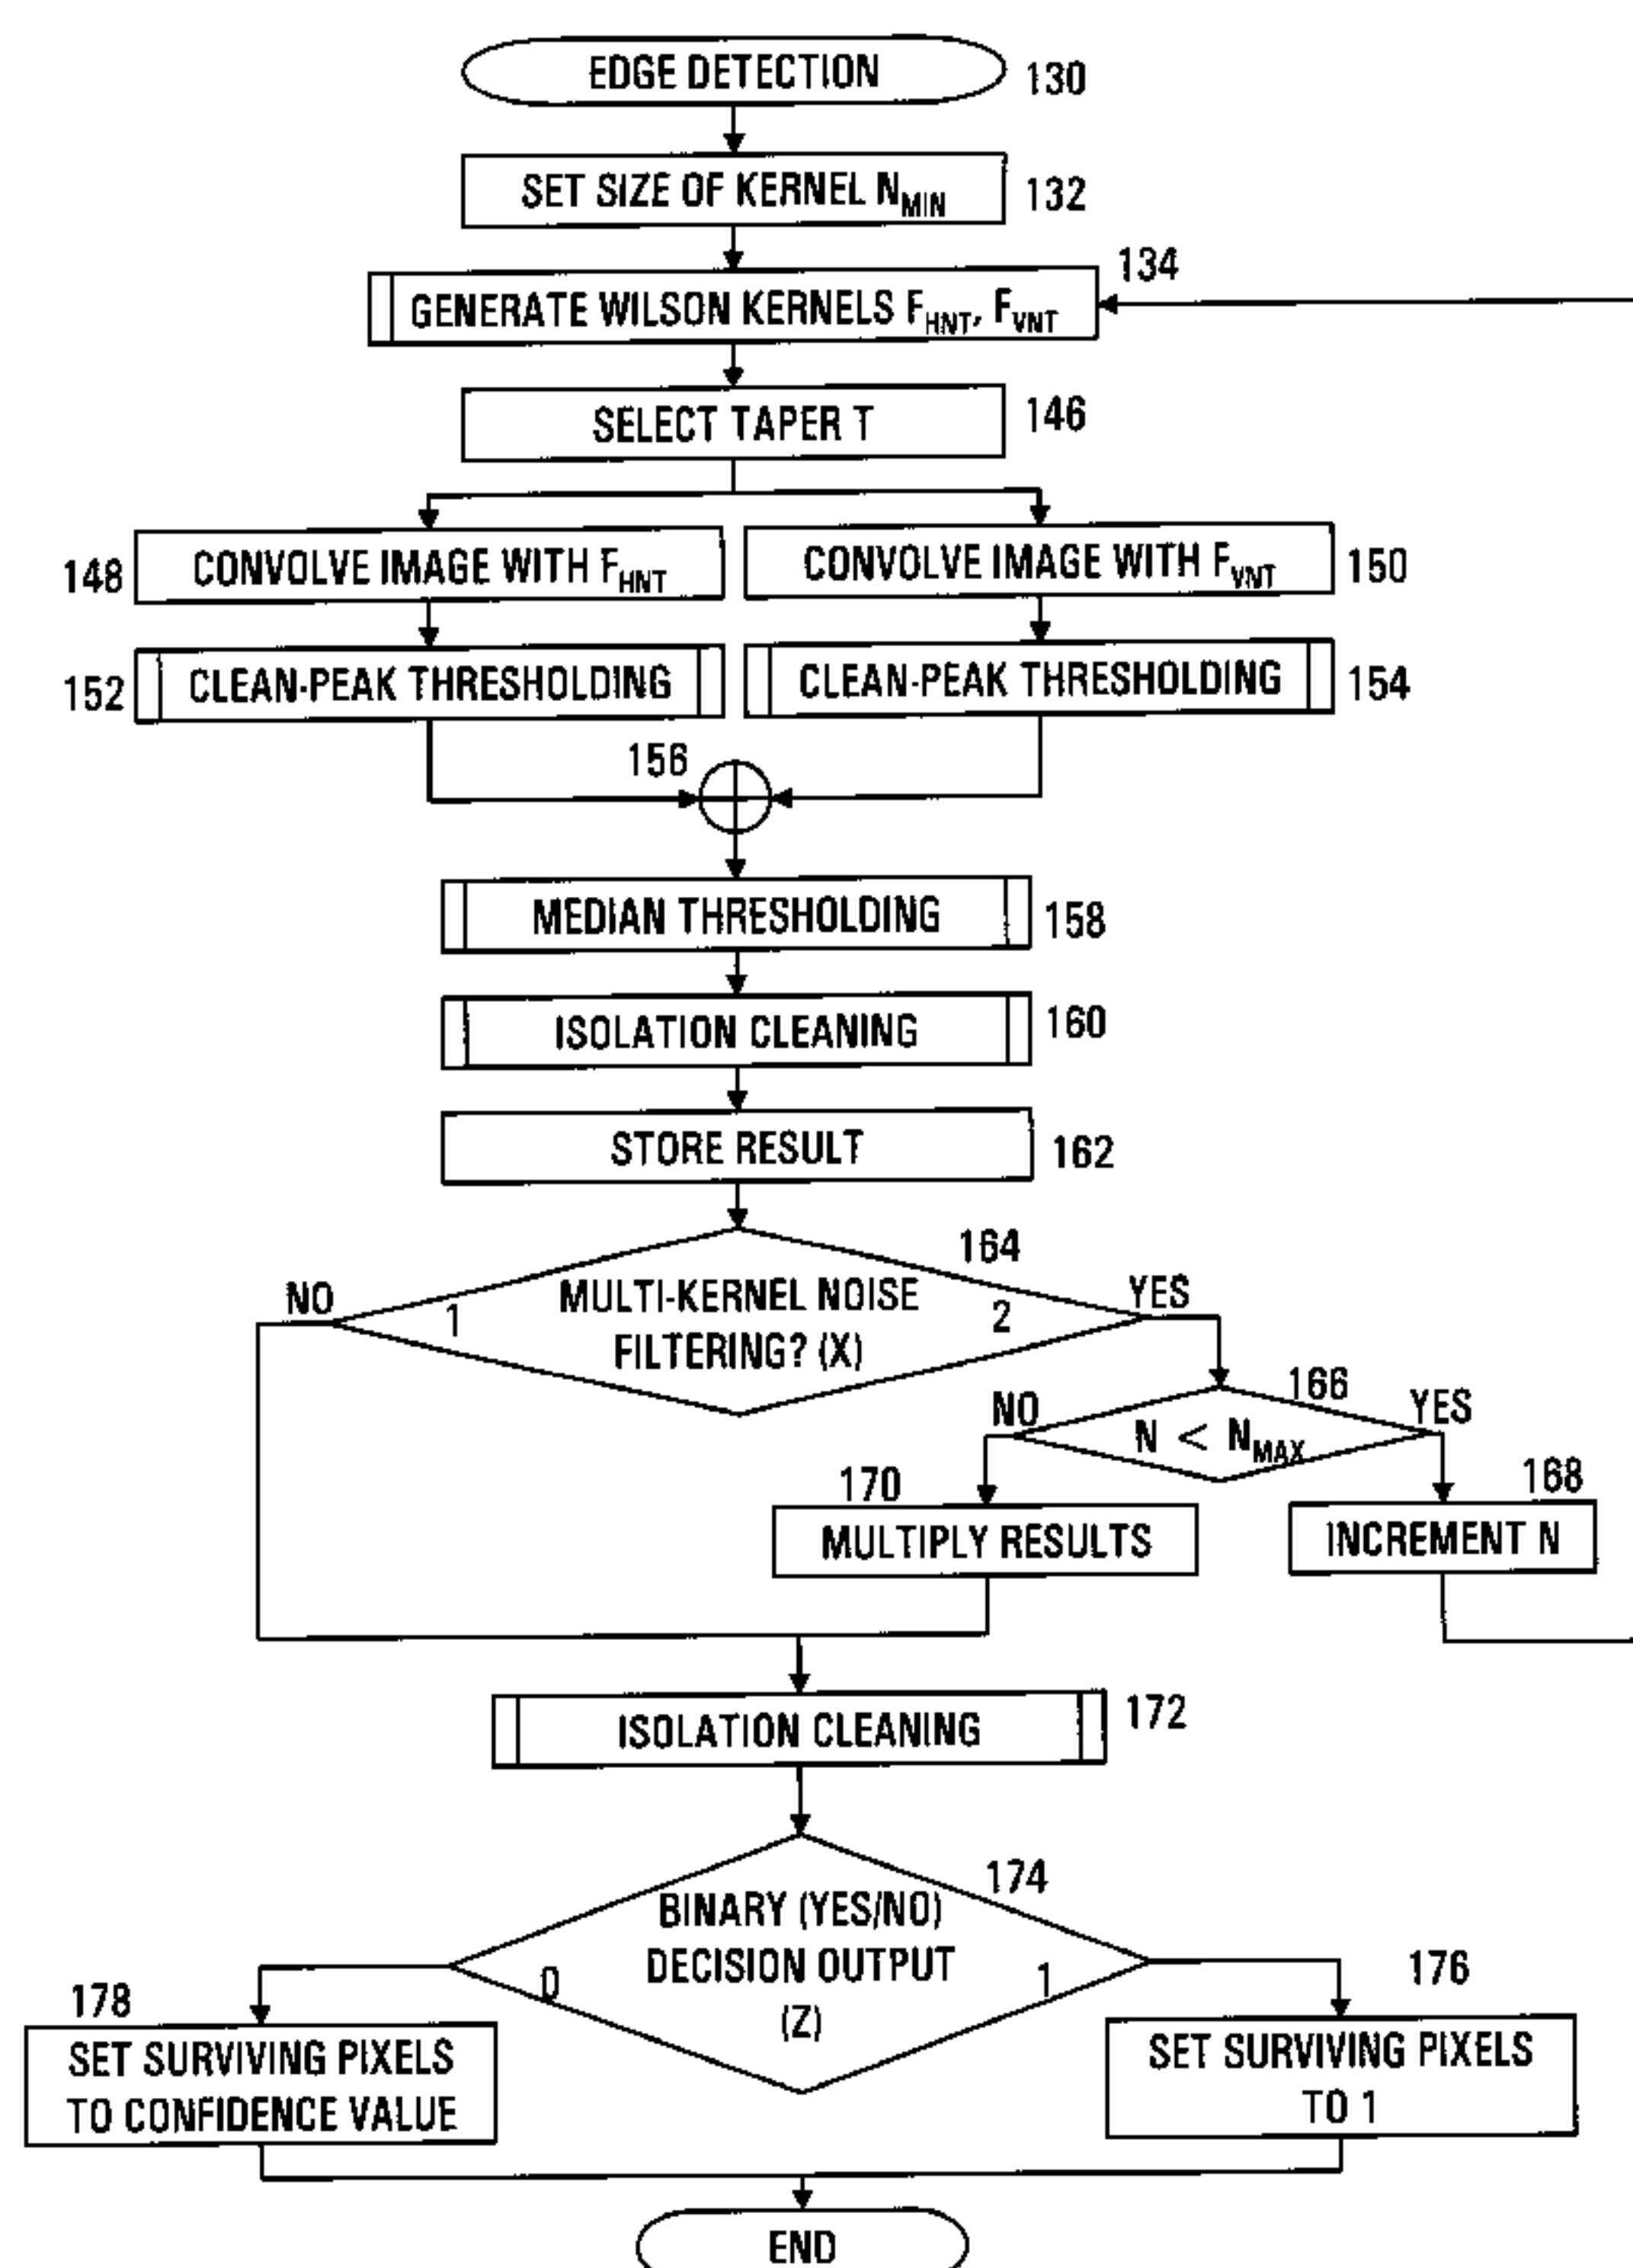 EDGE DETECTION
130
SET SIZE OF KERNEL N_MIN
132
134
GENERATE WILSON KERNELS F_HNT, F_VNT
SELECT TAPER T
146
148
CONVOLVE IMAGE WITH F_HNT
CONVOLVE IMAGE WITH F_VNT
150
152
CLEAN-PEAK THRESHOLDING
CLEAN-PEAK THRESHOLDING
154
156
MEDIAN THRESHOLDING
158
ISOLATION CLEANING
160
STORE RESULT
162
164
NO
1
MULTI-KERNEL NOISE
FILTERING? (X)
2
YES
166
NO
N < N_MAX
YES
170
MULTIPLY RESULTS
168
INCREMENT N
ISOLATION CLEANING
172
174
BINARY (YES/NO)
DECISION OUTPUT
(Z)
0
1
178
SET SURVIVING PIXELS
TO CONFIDENCE VALUE
176
SET SURVIVING PIXELS
TO 1
END